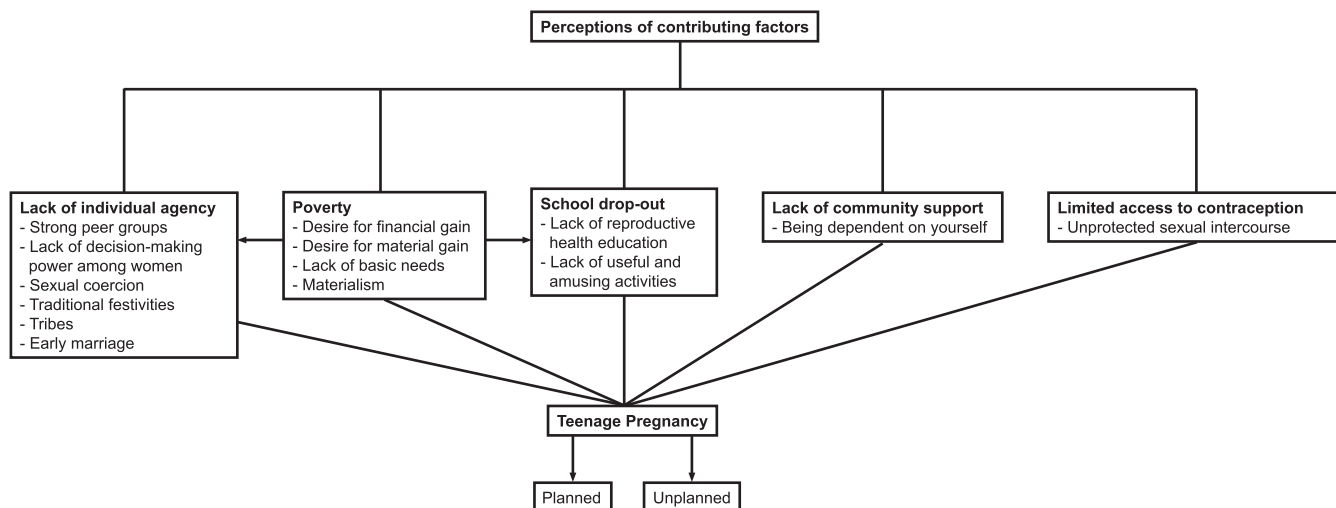 Perceptions of contributing factors
Lack of individual agency
- Strong peer groups
- Lack of decision-making
power among women
- Sexual coercion
- Traditional festivities
- Tribes
- Early marriage
Poverty
- Desire for financial gain
- Desire for material gain
- Lack of basic needs
- Materialism
School drop-out
- Lack of reproductive
health education
- Lack of useful and
amusing activities
Lack of community support
- Being dependent on yourself
Limited access to contraception
- Unprotected sexual intercourse
Teenage Pregnancy
Planned
Unplanned